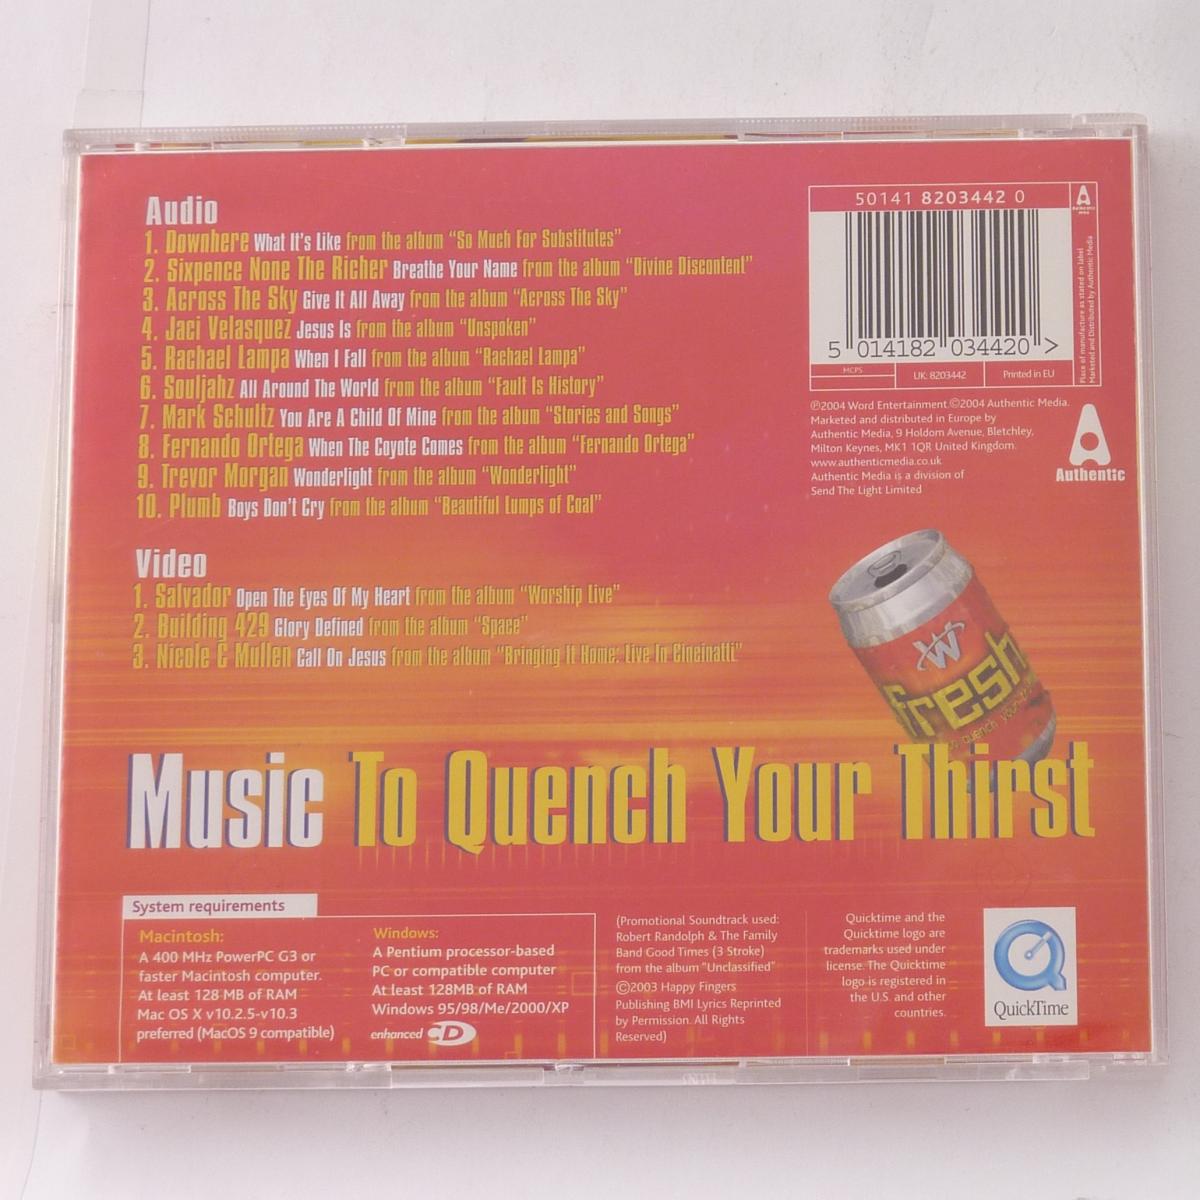 Audio
1. Downhere What It's Like from the album "So Much For Substitutes"
2. Sixpence None The Richer Breathe Your Name from the album "Divine Discontent"
3. Across The Sky Give It All Away from the album "Across The Sky"
4. Jaci Velasquez Jesus Is from the album "Unspoken"
5. Rachael Lampa When I Fall from the album "Rachael Lampa"
6. Souljahz All Around The World from the album "Fault Is History"
7. Mark Schultz You Are A Child Of Mine from the album "Stories and Songs"
8. Fernando Ortega When The Coyote Comes from the album "Fernando Ortega"
9. Trevor Morgan Wonderlight from the album "Wonderlight"
10. Plumb Boys Don't Cry from the album "Beautiful Lumps of Coal"
Video
1. Salvador Open The Eyes Of My Heart from the album "Worship Live"
2. Building 429 Glory Defined from the album "Space"
3. Nicole C Mullen Call On Jesus from the album "Bringing It Home: Live In Cincinatti"
50141 8203442 0
5 014182 034420 >
MCPS
UK: 8203442
Printed in EU
Place of manufacture as stated on label
Marketed and Distributed by Authentic Media
℗2004 Word Entertainment.©2004 Authentic Media.
Marketed and distributed in Europe by
Authentic Media, 9 Holdom Avenue, Bletchley,
Milton Keynes, MK1 1QR United Kingdom.
www.authenticmedia.co.uk
Authentic Media is a division of
Send The Light Limited
Authentic
W
fresh
to quench your
Music To Quench Your Thirst
System requirements
Macintosh:
A 400 MHz PowerPC G3 or
faster Macintosh computer.
At least 128 MB of RAM
Mac OS X v10.2.5-v10.3
preferred (MacOS 9 compatible)
Windows:
A Pentium processor-based
PC or compatible computer
At least 128MB of RAM
Windows 95/98/Me/2000/XP
enhanced CD
(Promotional Soundtrack used:
Robert Randolph & The Family
Band Good Times (3 Stroke)
from the album "Unclassified"
©2003 Happy Fingers
Publishing BMI Lyrics Reprinted
by Permission. All Rights
Reserved)
Quicktime and the
Quicktime logo are
trademarks used under
license. The Quicktime
logo is registered in
the U.S. and other
countries.
QuickTime